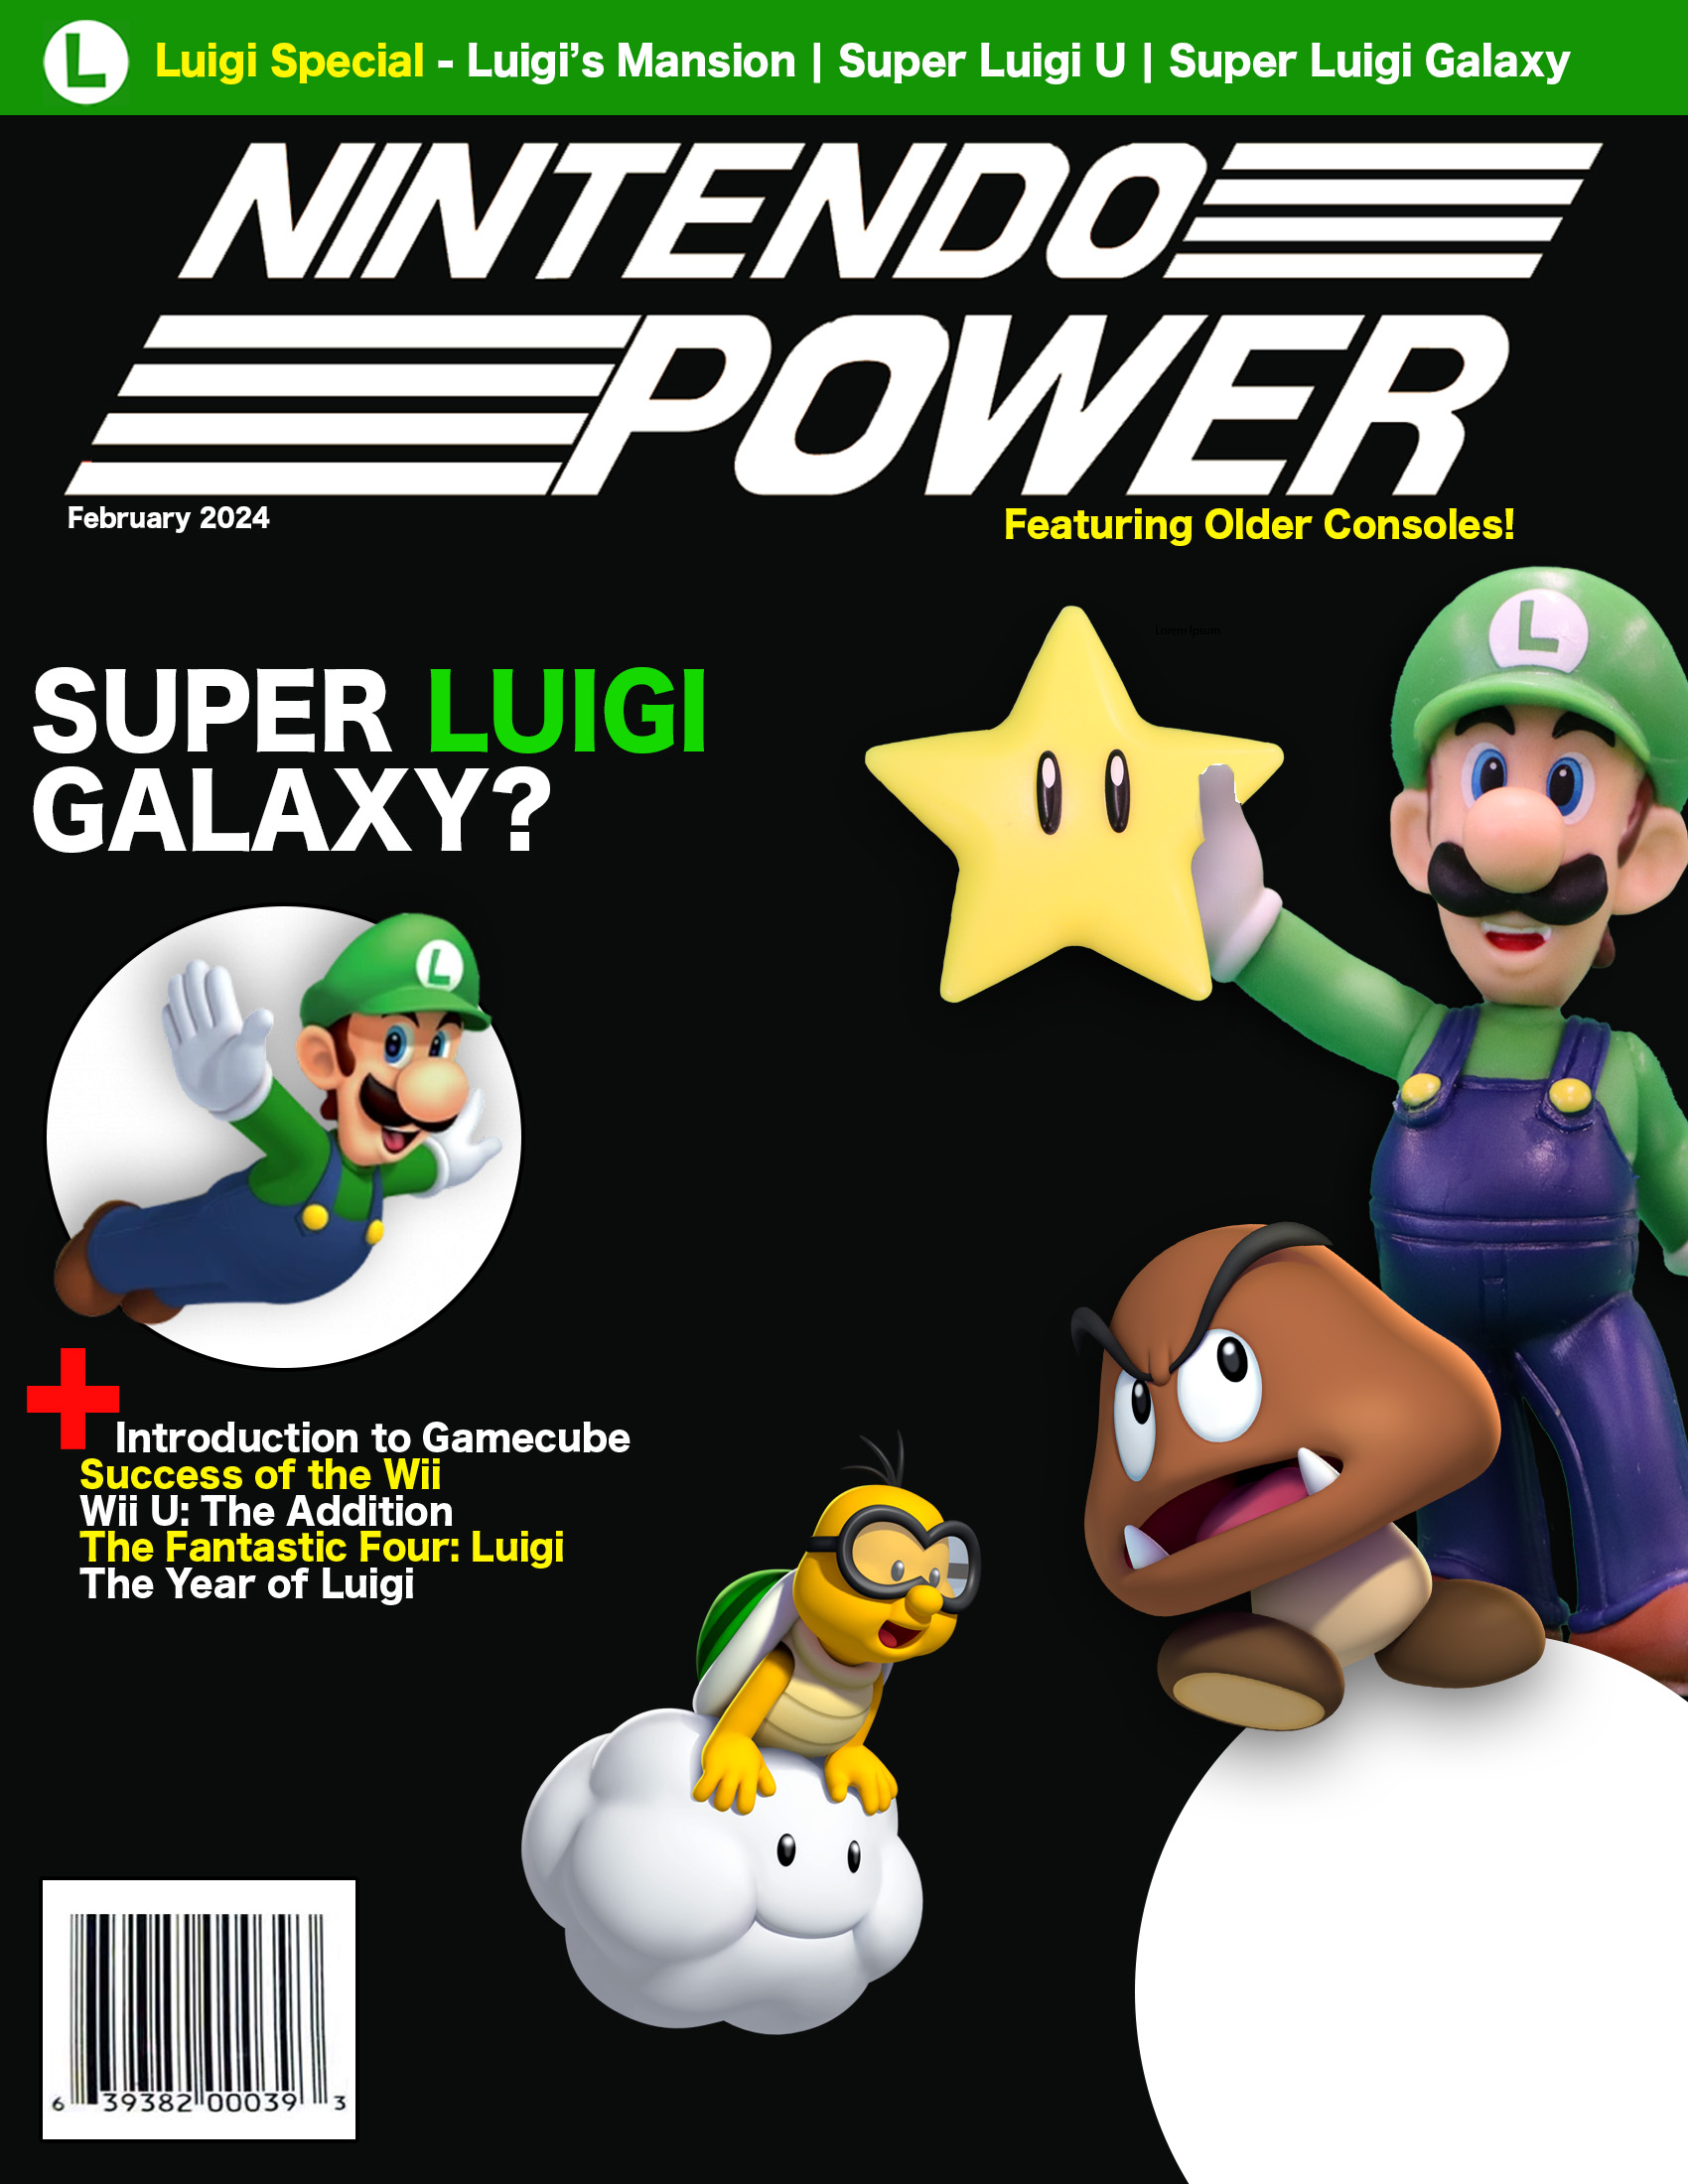 L Luigi Special - Luigi’s Mansion | Super Luigi U | Super Luigi Galaxy
NINTENDO
POWER
February 2024
Featuring Older Consoles!
Lorem Ipsum
L
SUPER LUIGI
GALAXY?
L
+
Introduction to Gamecube
Success of the Wii
Wii U: The Addition
The Fantastic Four: Luigi
The Year of Luigi
6 39382 00039 3